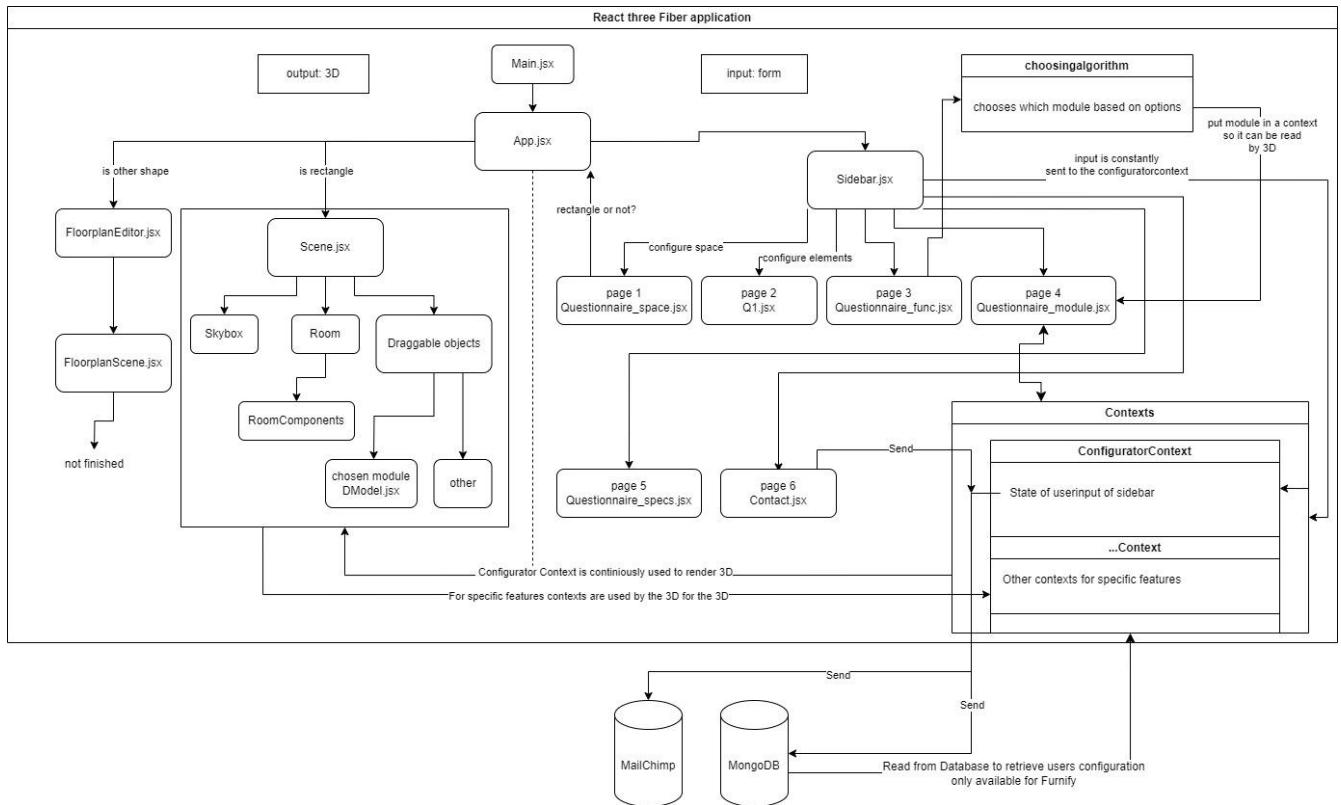 React three Fiber application
Main.jsx
output: 3D
input: form
choosingalgorithm
chooses which module based on options
App.jsx
put module in a context
so it can be read
by 3D
is other shape
is rectangle
Sidebar.jsx
input is constantly
sent to the configuratorcontext
rectangle or not?
FloorplanEditor.jsx
Scene.jsx
configure space
configure elements
page 1
Questionnaire_space.jsx
page 2
Q1.jsx
page 3
Questionnaire_func.jsx
page 4
Questionnaire_module.jsx
Skybox
Room
Draggable objects
FloorplanScene.jsx
RoomComponents
not finished
chosen module
DModel.jsx
other
page 5
Questionnaire_specs.jsx
page 6
Contact.jsx
Send
Contexts
ConfiguratorContext
State of userinput of sidebar
...Context
Other contexts for specific features
Configurator Context is continiously used to render 3D
For specific features contexts are used by the 3D for the 3D
Send
Send
MailChimp
MongoDB
Read from Database to retrieve users configuration
only available for Furnify